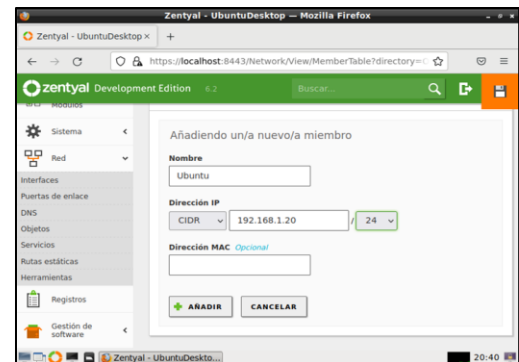 Zentyal - UbuntuDesktop — Mozilla Firefox
Zentyal - UbuntuDesktop × +
https://localhost:8443/Network/View/MemberTable?directory=
zentyal Development Edition 6.2 Buscar...
Módulos
Sistema
Red
Interfaces
Puertas de enlace
DNS
Objetos
Servicios
Rutas estáticas
Herramientas
Registros
Gestión de
software
Añadiendo un/a nuevo/a miembro
Nombre
Ubuntu
Dirección IP
CIDR 192.168.1.20 / 24
Dirección MAC Opcional
+ AÑADIR CANCELAR
Zentyal - UbuntuDeskto... 20:40